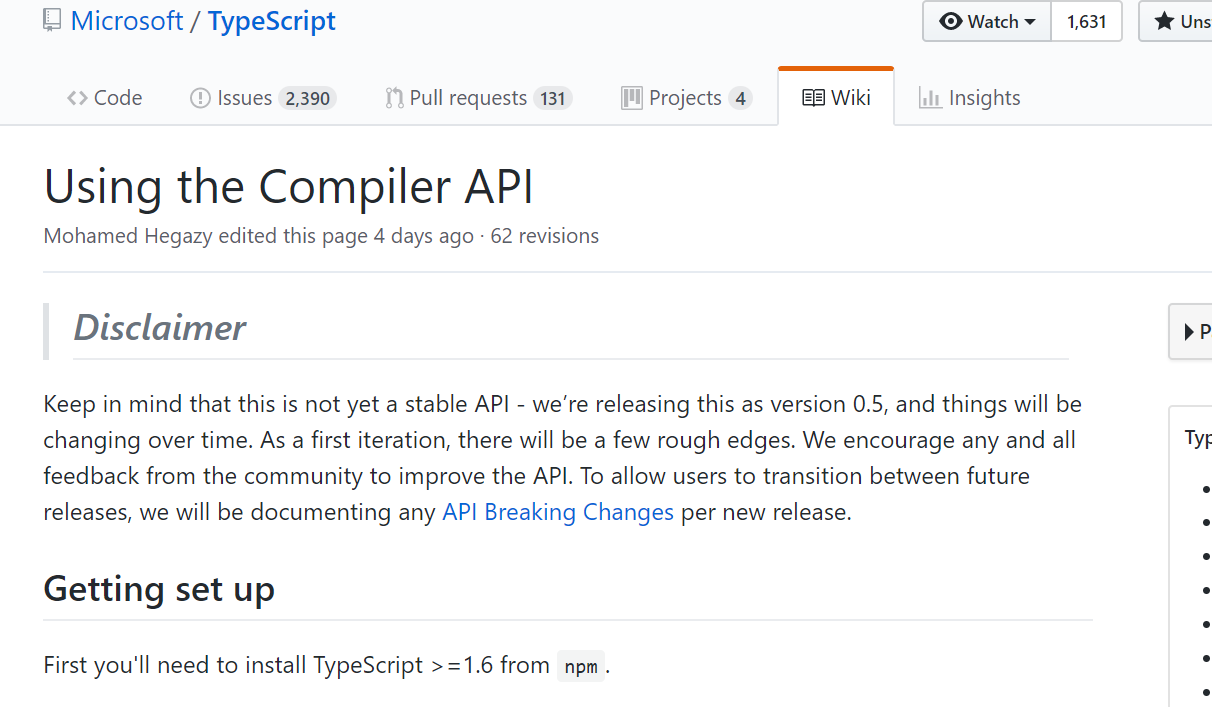 Microsoft / TypeScript
Watch 1,631
Code Issues 2,390 Pull requests 131 Projects 4 Wiki Insights
Using the Compiler API
Mohamed Hegazy edited this page 4 days ago · 62 revisions
Disclaimer
Keep in mind that this is not yet a stable API - we’re releasing this as version 0.5, and things will be
changing over time. As a first iteration, there will be a few rough edges. We encourage any and all
feedback from the community to improve the API. To allow users to transition between future
releases, we will be documenting any API Breaking Changes per new release.
Getting set up
First you'll need to install TypeScript >=1.6 from npm.